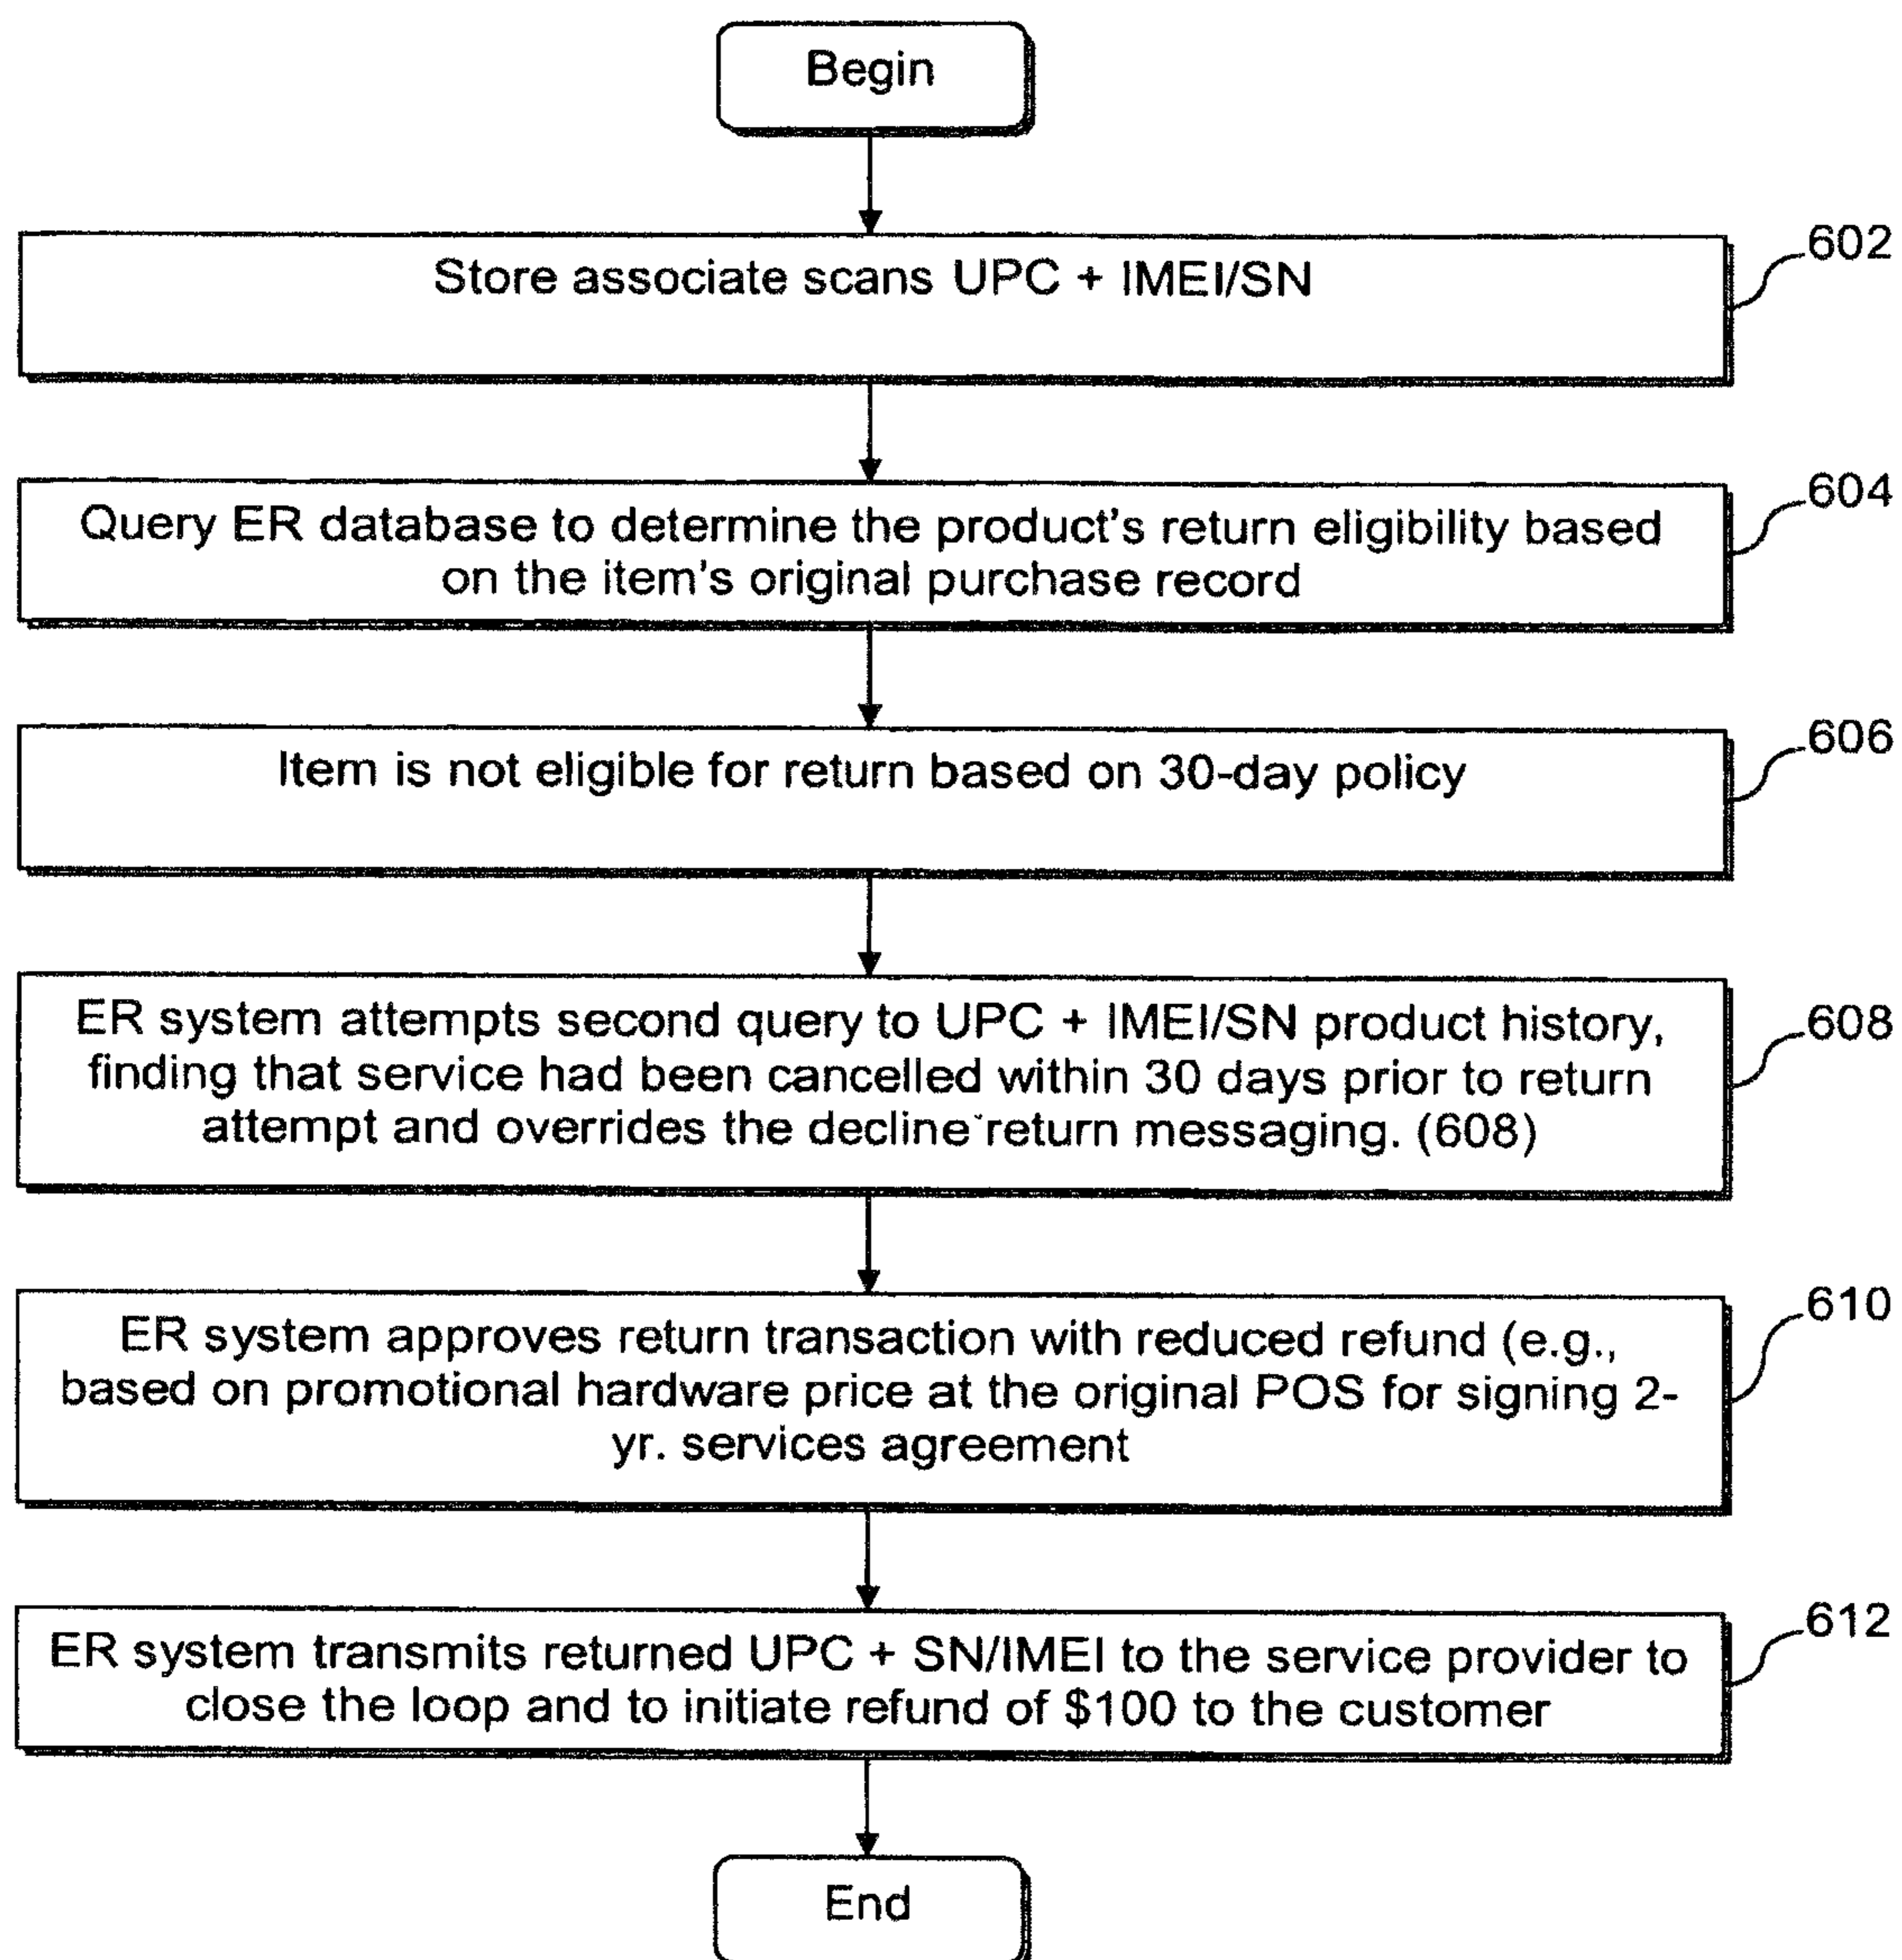 Begin
Store associate scans UPC + IMEI/SN
602
Query ER database to determine the product's return eligibility based
on the item's original purchase record
604
Item is not eligible for return based on 30-day policy
606
ER system attempts second query to UPC + IMEI/SN product history,
finding that service had been cancelled within 30 days prior to return
attempt and overrides the decline return messaging. (608)
608
ER system approves return transaction with reduced refund (e.g.,
based on promotional hardware price at the original POS for signing 2-
yr. services agreement
610
ER system transmits returned UPC + SN/IMEI to the service provider to
close the loop and to initiate refund of $100 to the customer
612
End